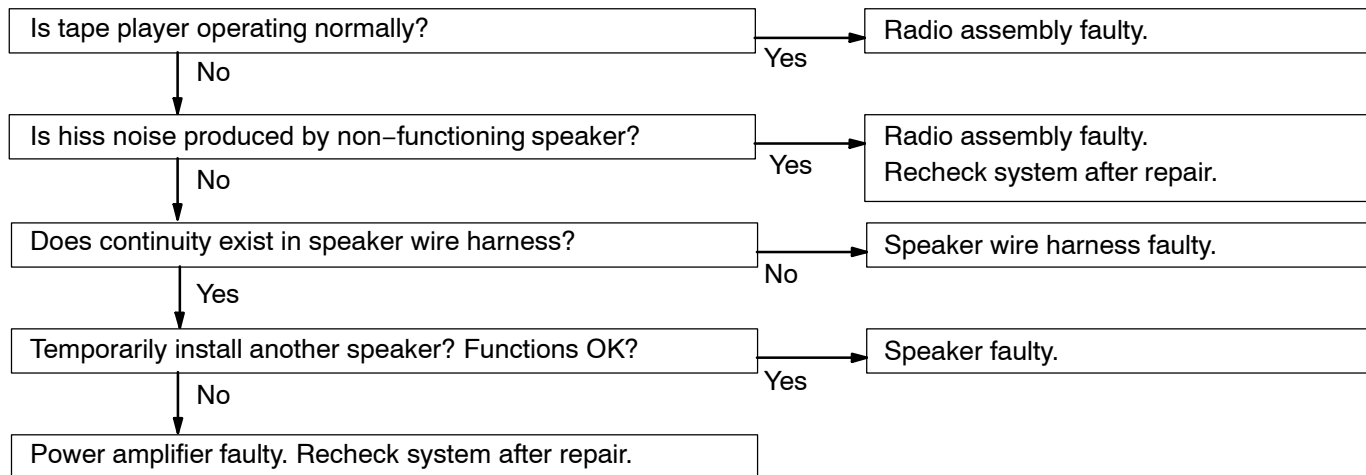 Is tape player operating normally?
Yes
Radio assembly faulty.
No
Is hiss noise produced by non−functioning speaker?
Yes
Radio assembly faulty.
Recheck system after repair.
No
Does continuity exist in speaker wire harness?
No
Speaker wire harness faulty.
Yes
Temporarily install another speaker? Functions OK?
Yes
Speaker faulty.
No
Power amplifier faulty. Recheck system after repair.